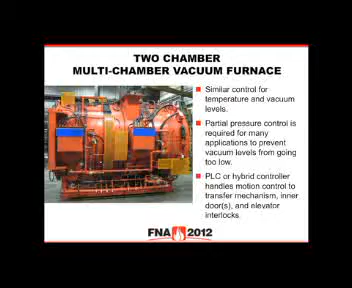 TWO CHAMBER
MULTI-CHAMBER VACUUM FURNACE
Similar control for
temperature and vacuum
levels.
Partial pressure control is
required for many
applications to prevent
vacuum levels from going
too low.
PLC or hybrid controller
handles motion control to
transfer mechanism, inner
door(s), and elevator
interlocks.
FNA 2012